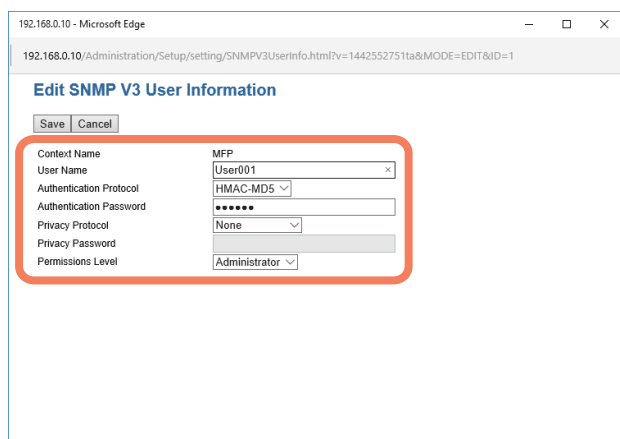 192.168.0.10 - Microsoft Edge
192.168.0.10/Administration/Setup/setting/SNMPV3UserInfo.html?v=1442552751ta&MODE=EDIT&ID=1
Edit SNMP V3 User Information
Save Cancel
Context Name MFP
User Name User001
Authentication Protocol HMAC-MD5
Authentication Password ••••••
Privacy Protocol None
Privacy Password
Permissions Level Administrator